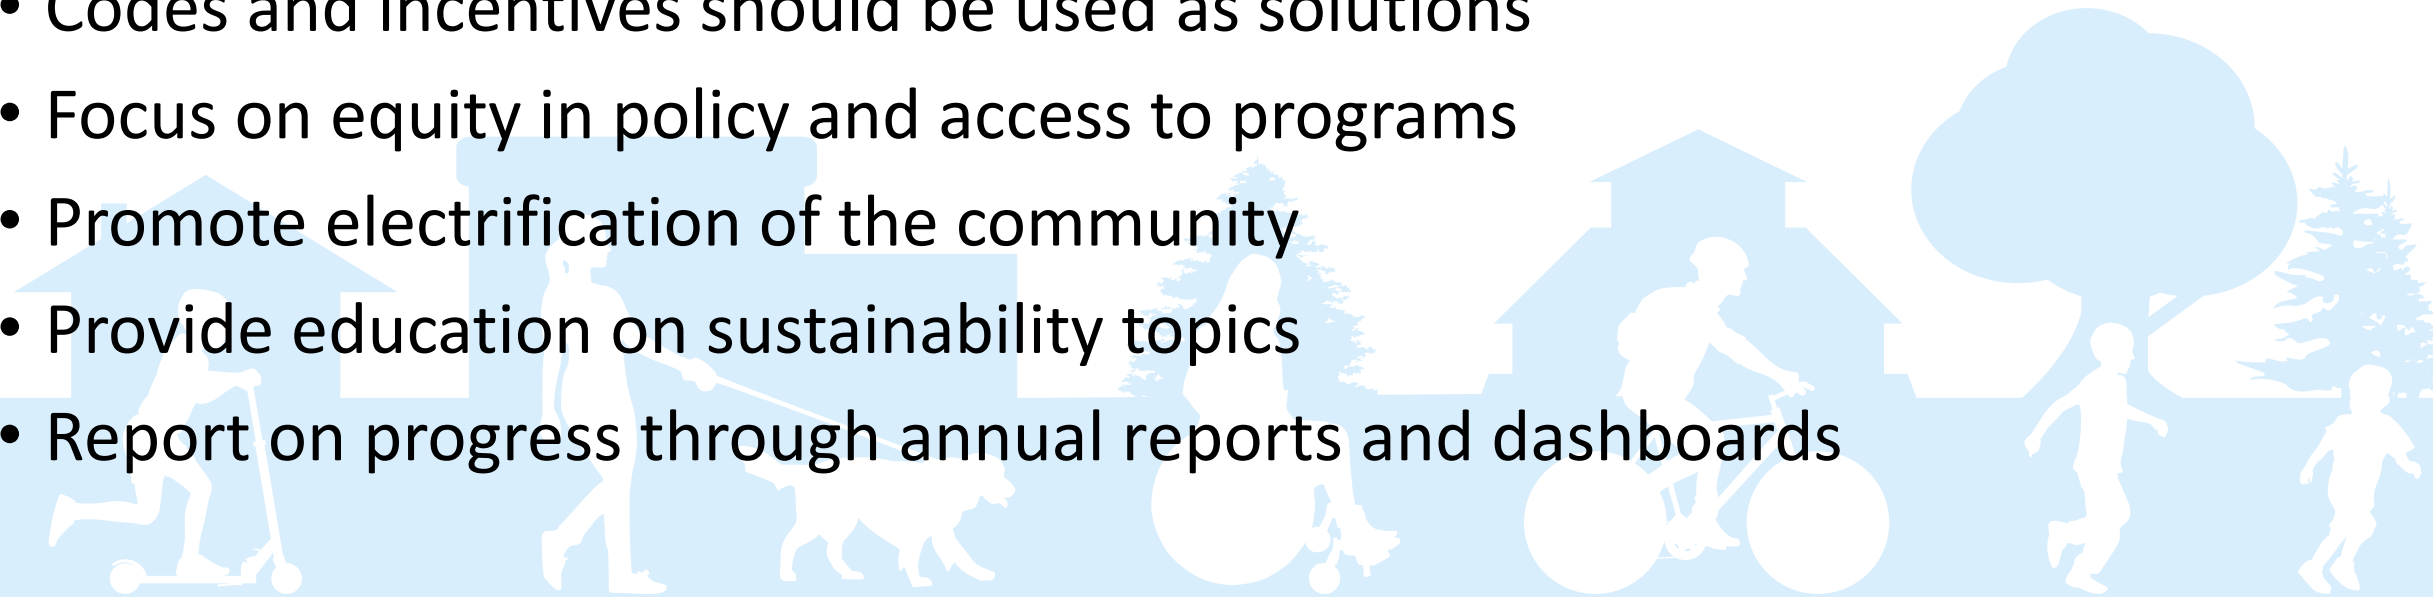 • Codes and incentives should be used as solutions
• Focus on equity in policy and access to programs
• Promote electrification of the community
• Provide education on sustainability topics
• Report on progress through annual reports and dashboards